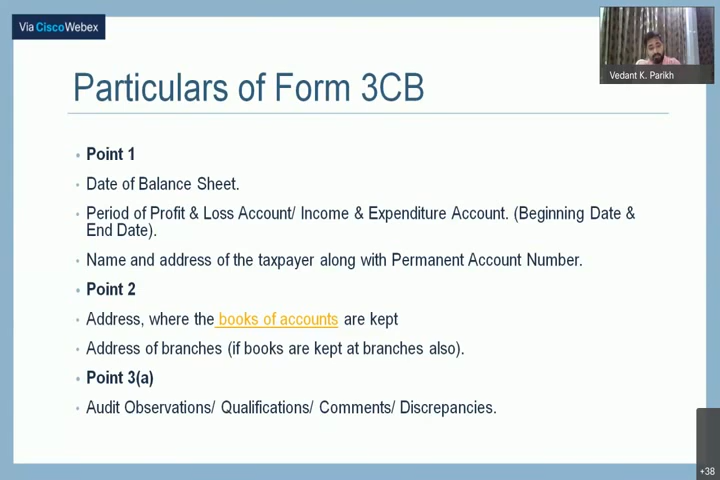 Via CiscoWebex
Vedant K. Parikh
Particulars of Form 3CB
• Point 1
• Date of Balance Sheet.
• Period of Profit & Loss Account/ Income & Expenditure Account. (Beginning Date &
End Date).
• Name and address of the taxpayer along with Permanent Account Number.
• Point 2
• Address, where the books of accounts are kept
• Address of branches (if books are kept at branches also).
• Point 3(a)
• Audit Observations/ Qualifications/ Comments/ Discrepancies.
+38